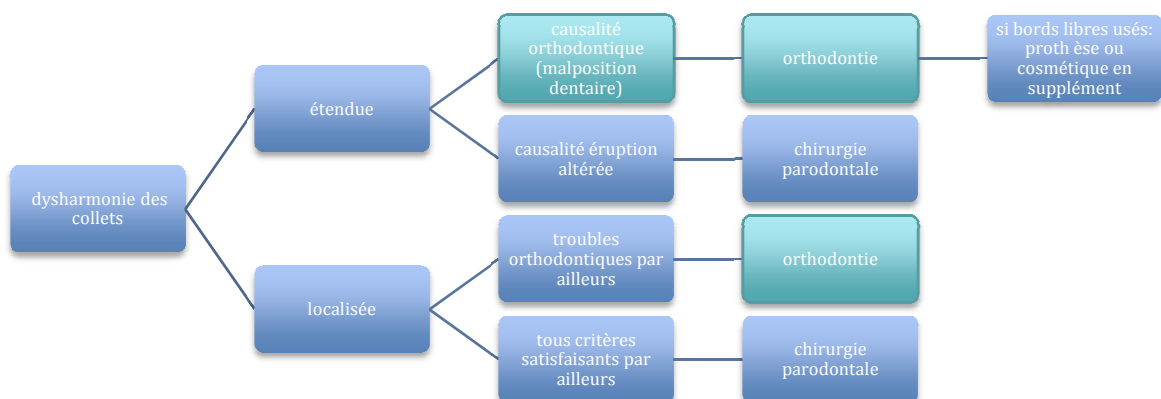 causalité
orthodontique
(malposition
dentaire)
orthodontie
si bords libres usés:
proth èse ou
cosmétique en
supplément
étendue
causalité éruption
altérée
chirurgie
parodontale
dysharmonie des
collets
troubles
orthodontiques par
ailleurs
orthodontie
localisée
tous critères
satisfaisants par
ailleurs
chirurgie
parodontale